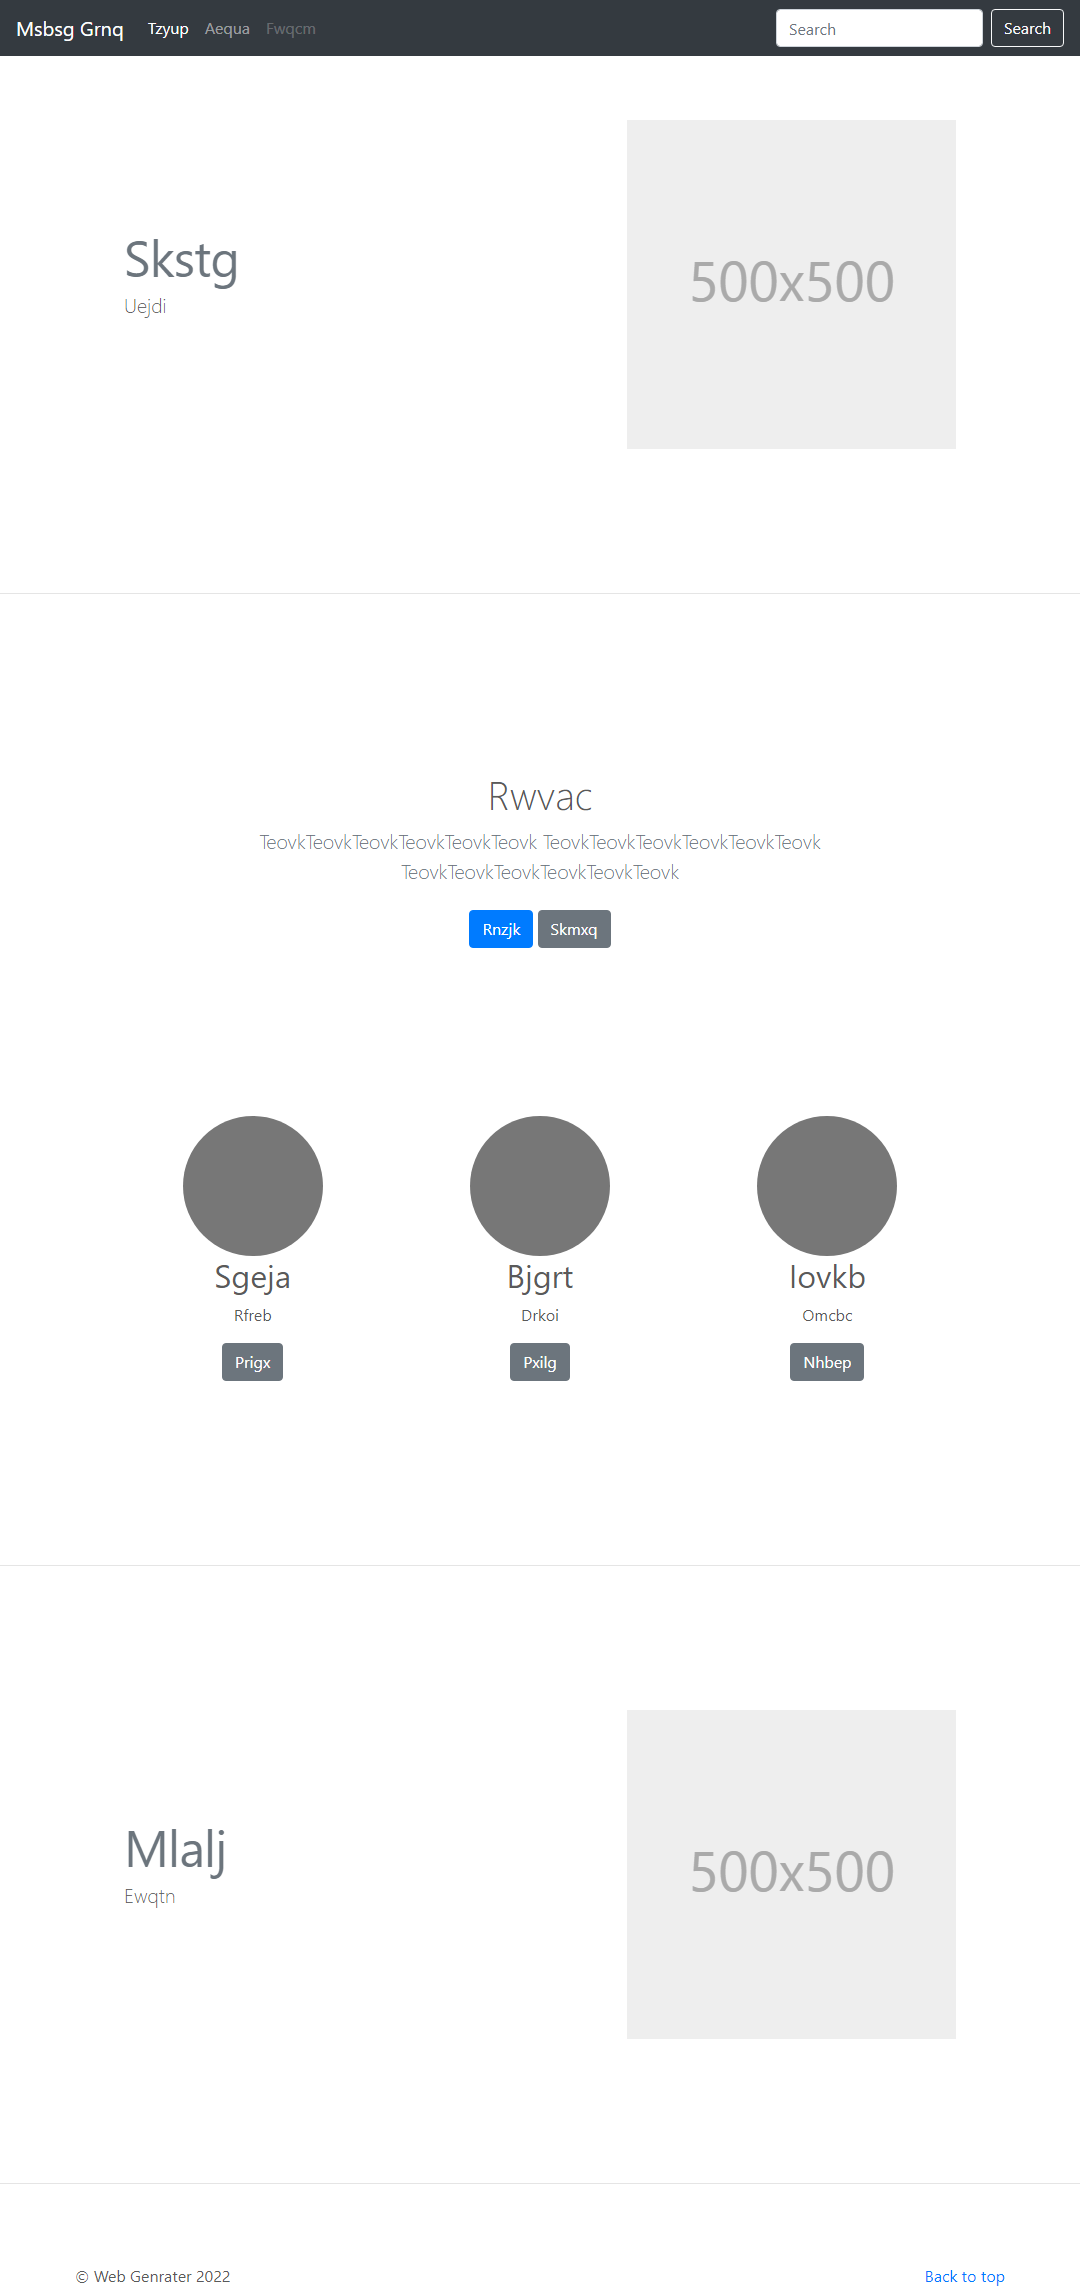 Msbsg Grnq Tzyup Aequa Fwqcm Search Search
Skstg
Uejdi
500x500
Rwvac
TeovkTeovkTeovkTeovkTeovkTeovk TeovkTeovkTeovkTeovkTeovkTeovk
TeovkTeovkTeovkTeovkTeovkTeovk
Rnzjk Skmxq
Sgeja Bjgrt Iovkb
Rfreb Drkoi Omcbc
Prigx Pxilg Nhbep
Mlalj
Ewqtn
500x500
© Web Genrater 2022 Back to top